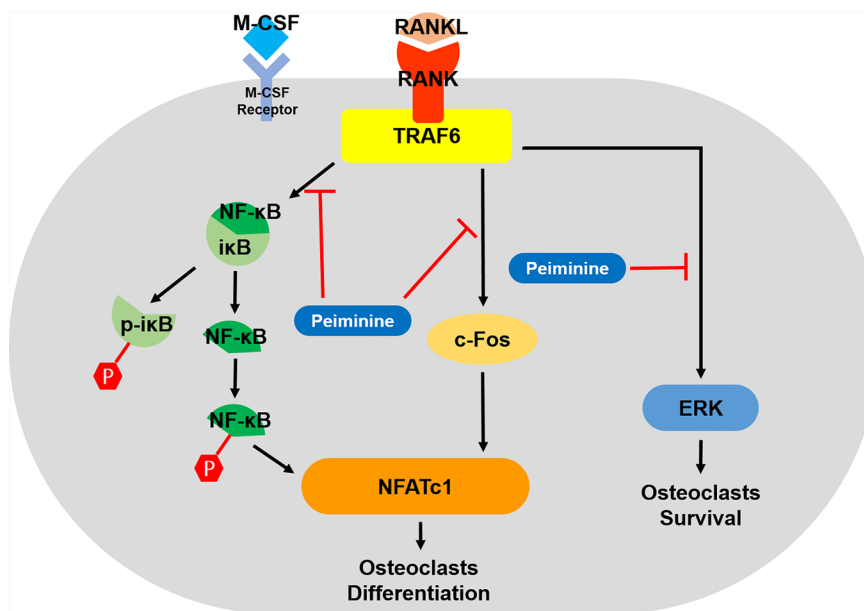 M-CSF
RANKL
RANK
M-CSF
Receptor
TRAF6
NF-κB
iκB
Peiminine
p-iκB
NF-κB
Peiminine
c-Fos
P
ERK
NF-κB
P
NFATc1
Osteoclasts
Survival
Osteoclasts
Differentiation